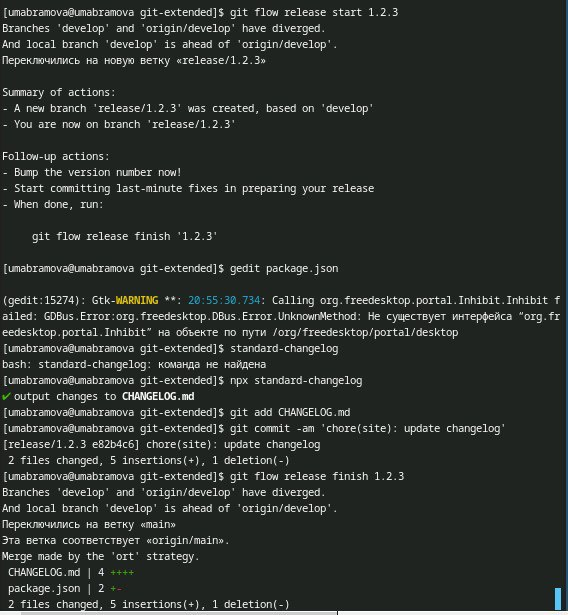 [umabramova@umabramova git-extended]$ git flow release start 1.2.3
Branches 'develop' and 'origin/develop' have diverged.
And local branch 'develop' is ahead of 'origin/develop'.
Переключились на новую ветку «release/1.2.3»
Summary of actions:
- A new branch 'release/1.2.3' was created, based on 'develop'
- You are now on branch 'release/1.2.3'
Follow-up actions:
- Bump the version number now!
- Start committing last-minute fixes in preparing your release
- When done, run:
git flow release finish '1.2.3'
[umabramova@umabramova git-extended]$ gedit package.json
(gedit:15274): Gtk-WARNING **: 20:55:30.734: Calling org.freedesktop.portal.Inhibit.Inhibit f
ailed: GDBus.Error:org.freedesktop.DBus.Error.UnknownMethod: Не существует интерфейса “org.fr
eedesktop.portal.Inhibit” на объекте по пути /org/freedesktop/portal/desktop
[umabramova@umabramova git-extended]$ standard-changelog
bash: standard-changelog: команда не найдена
[umabramova@umabramova git-extended]$ npx standard-changelog
✔ output changes to CHANGELOG.md
[umabramova@umabramova git-extended]$ git add CHANGELOG.md
[umabramova@umabramova git-extended]$ git commit -am 'chore(site): update changelog'
[release/1.2.3 e82b4c6] chore(site): update changelog
2 files changed, 5 insertions(+), 1 deletion(-)
[umabramova@umabramova git-extended]$ git flow release finish 1.2.3
Branches 'develop' and 'origin/develop' have diverged.
And local branch 'develop' is ahead of 'origin/develop'.
Переключились на ветку «main»
Эта ветка соответствует «origin/main».
Merge made by the 'ort' strategy.
CHANGELOG.md | 4 ++++
package.json | 2 +-
2 files changed, 5 insertions(+), 1 deletion(-)